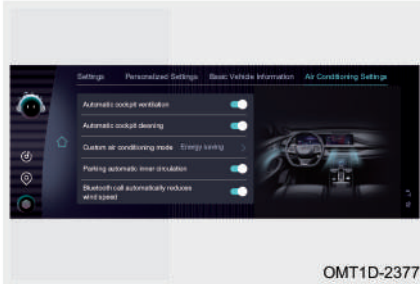 Settings Personalized Settings Basic Vehicle Information Air Conditioning Settings
Automatic cockpit ventilation
Automatic cockpit cleaning
Custom air conditioning mode Energy saving
Parking automatic inner circulation
Bluetooth call automatically reduces
wind speed
OMT1D-2377